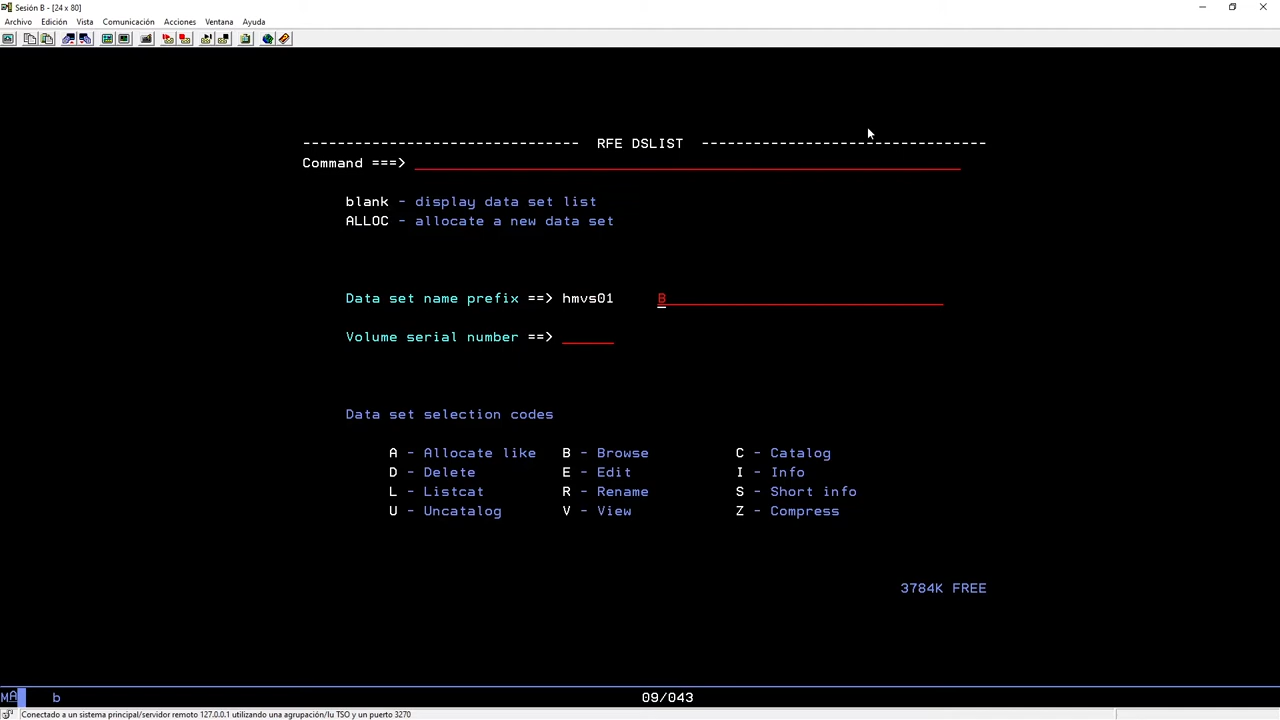 Sesión B - [24 x 80]
Archivo Edición Vista Comunicación Acciones Ventana Ayuda
------------------------------- RFE DSLIST ---------------------------------
Command ===>
blank - display data set list
ALLOC - allocate a new data set
Data set name prefix ==> hmvs01 B
Volume serial number ==>
Data set selection codes
A - Allocate like B - Browse C - Catalog
D - Delete E - Edit I - Info
L - Listcat R - Rename S - Short info
U - Uncatalog V - View Z - Compress
3784K FREE
MA b 09/043
Conectado a un sistema principal/servidor remoto 127.0.0.1 utilizando una agrupación/lu TSO y un puerto 3270